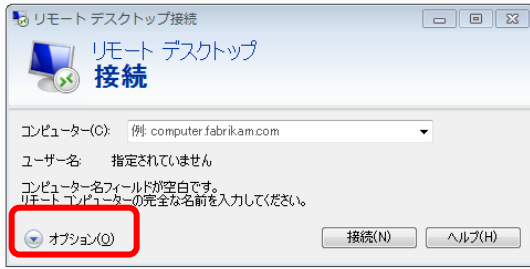 リモート デスクトップ接続
リモート デスクトップ
接続
コンピューター(C): 例: computer.fabrikam.com
ユーザー名: 指定されていません
コンピューター名フィールドが空白です。
リモート コンピューターの完全な名前を入力してください。
オプション(O) 接続(N) ヘルプ(H)